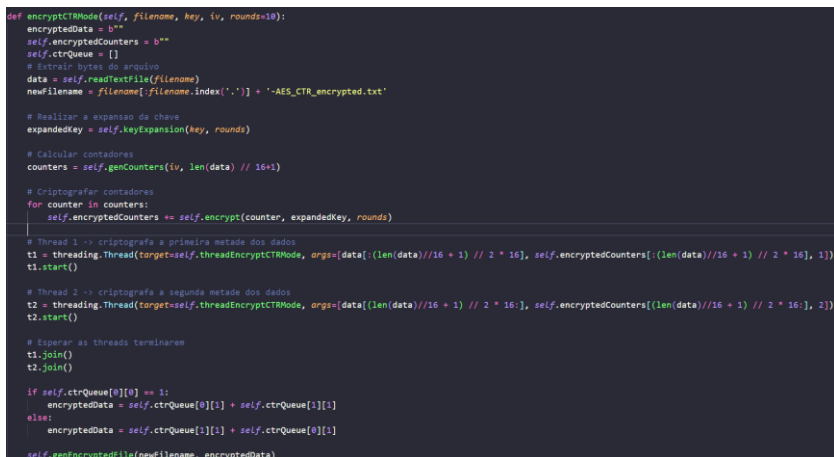 def encryptCTRMode(self, filename, key, iv, rounds=10):
    encryptedData = b""
    self.encryptedCounters = b""
    self.ctrQueue = []
    # Extrair bytes do arquivo
    data = self.readTextFile(filename)
    newFilename = filename[:filename.index('.')] + '-AES_CTR_encrypted.txt'
    # Realizar a expansao da chave
    expandedKey = self.keyExpansion(key, rounds)
    # Calcular contadores
    counters = self.genCounters(iv, len(data) // 16+1)
    # Criptografar contadores
    for counter in counters:
        self.encryptedCounters += self.encrypt(counter, expandedKey, rounds)
    # Thread 1 -> criptografa a primeira metade dos dados
    t1 = threading.Thread(target=self.threadEncryptCTRMode, args=[data[:(len(data)//16 + 1) // 2 * 16], self.encryptedCounters[:(len(data)//16 + 1) // 2 * 16], 1])
    t1.start()
    # Thread 2 -> criptografa a segunda metade dos dados
    t2 = threading.Thread(target=self.threadEncryptCTRMode, args=[data[(len(data)//16 + 1) // 2 * 16:], self.encryptedCounters[(len(data)//16 + 1) // 2 * 16:], 2])
    t2.start()
    # Esperar as threads terminarem
    t1.join()
    t2.join()
    if self.ctrQueue[0][0] == 1:
        encryptedData = self.ctrQueue[0][1] + self.ctrQueue[1][1]
    else:
        encryptedData = self.ctrQueue[1][1] + self.ctrQueue[0][1]
    self.genEncryptedFile(newFilename, encryptedData)